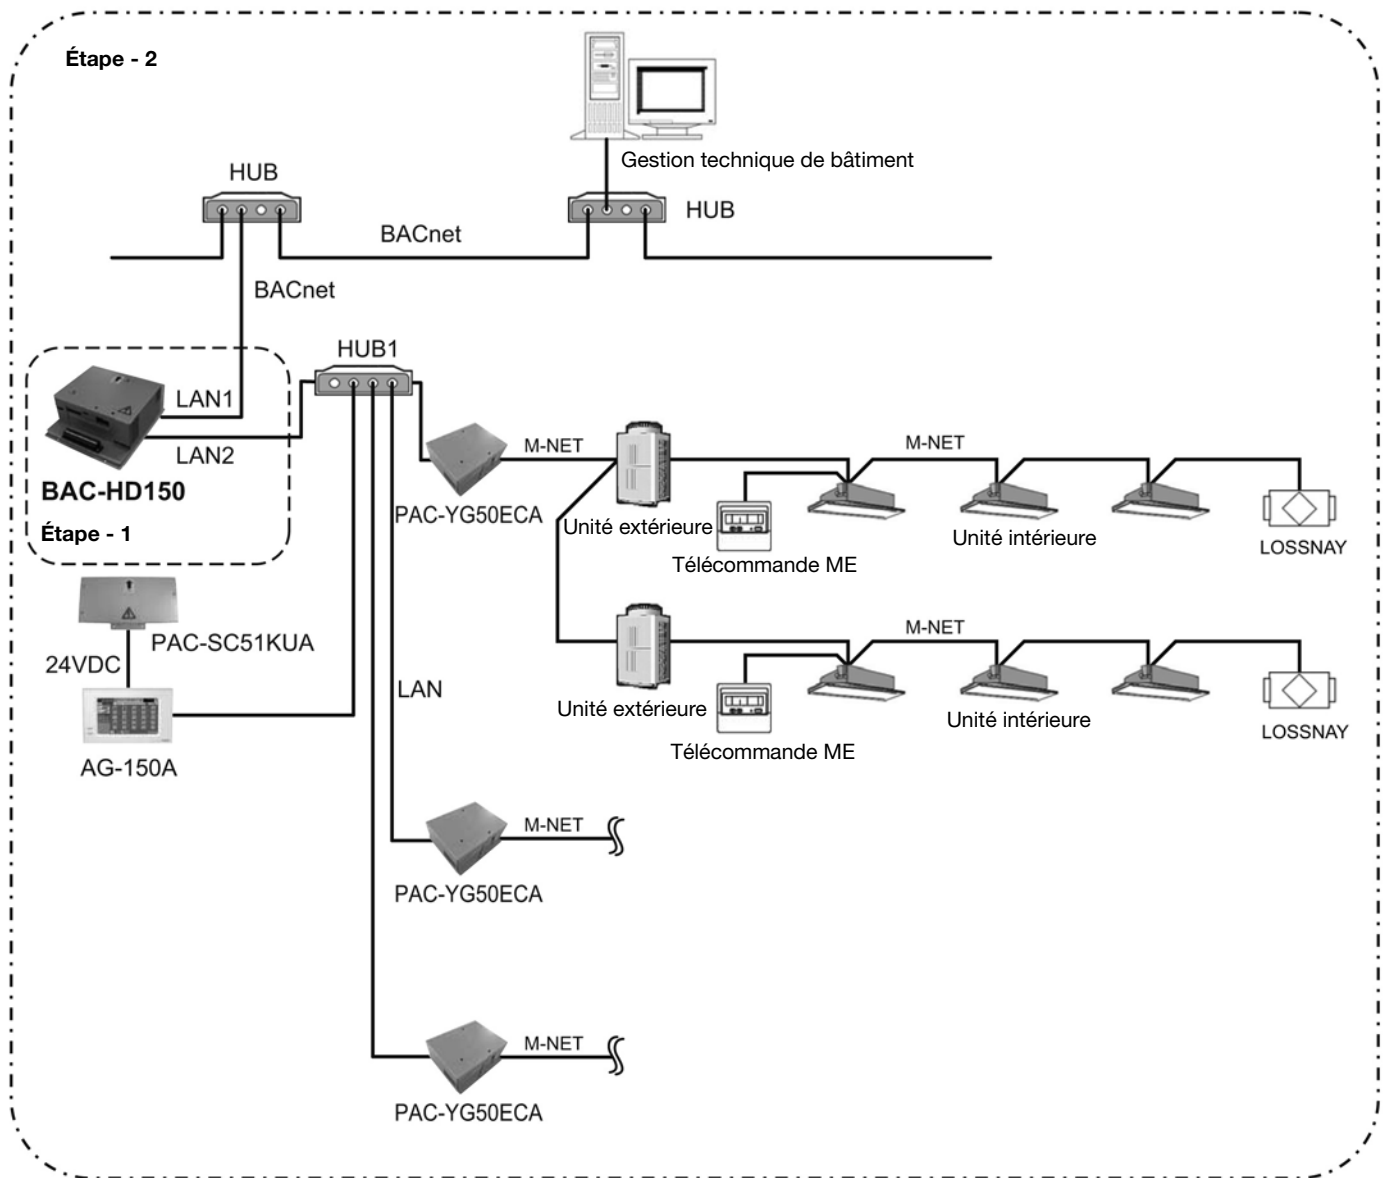 Étape - 2
Gestion technique de bâtiment
HUB
HUB
BACnet
BACnet
HUB1
LAN1
LAN2
BAC-HD150
Étape - 1
M-NET
M-NET
PAC-YG50ECA
Unité extérieure
Télécommande ME
Unité intérieure
LOSSNAY
PAC-SC51KUA
24VDC
AG-150A
LAN
M-NET
Unité extérieure
Télécommande ME
Unité intérieure
LOSSNAY
M-NET
PAC-YG50ECA
M-NET
PAC-YG50ECA